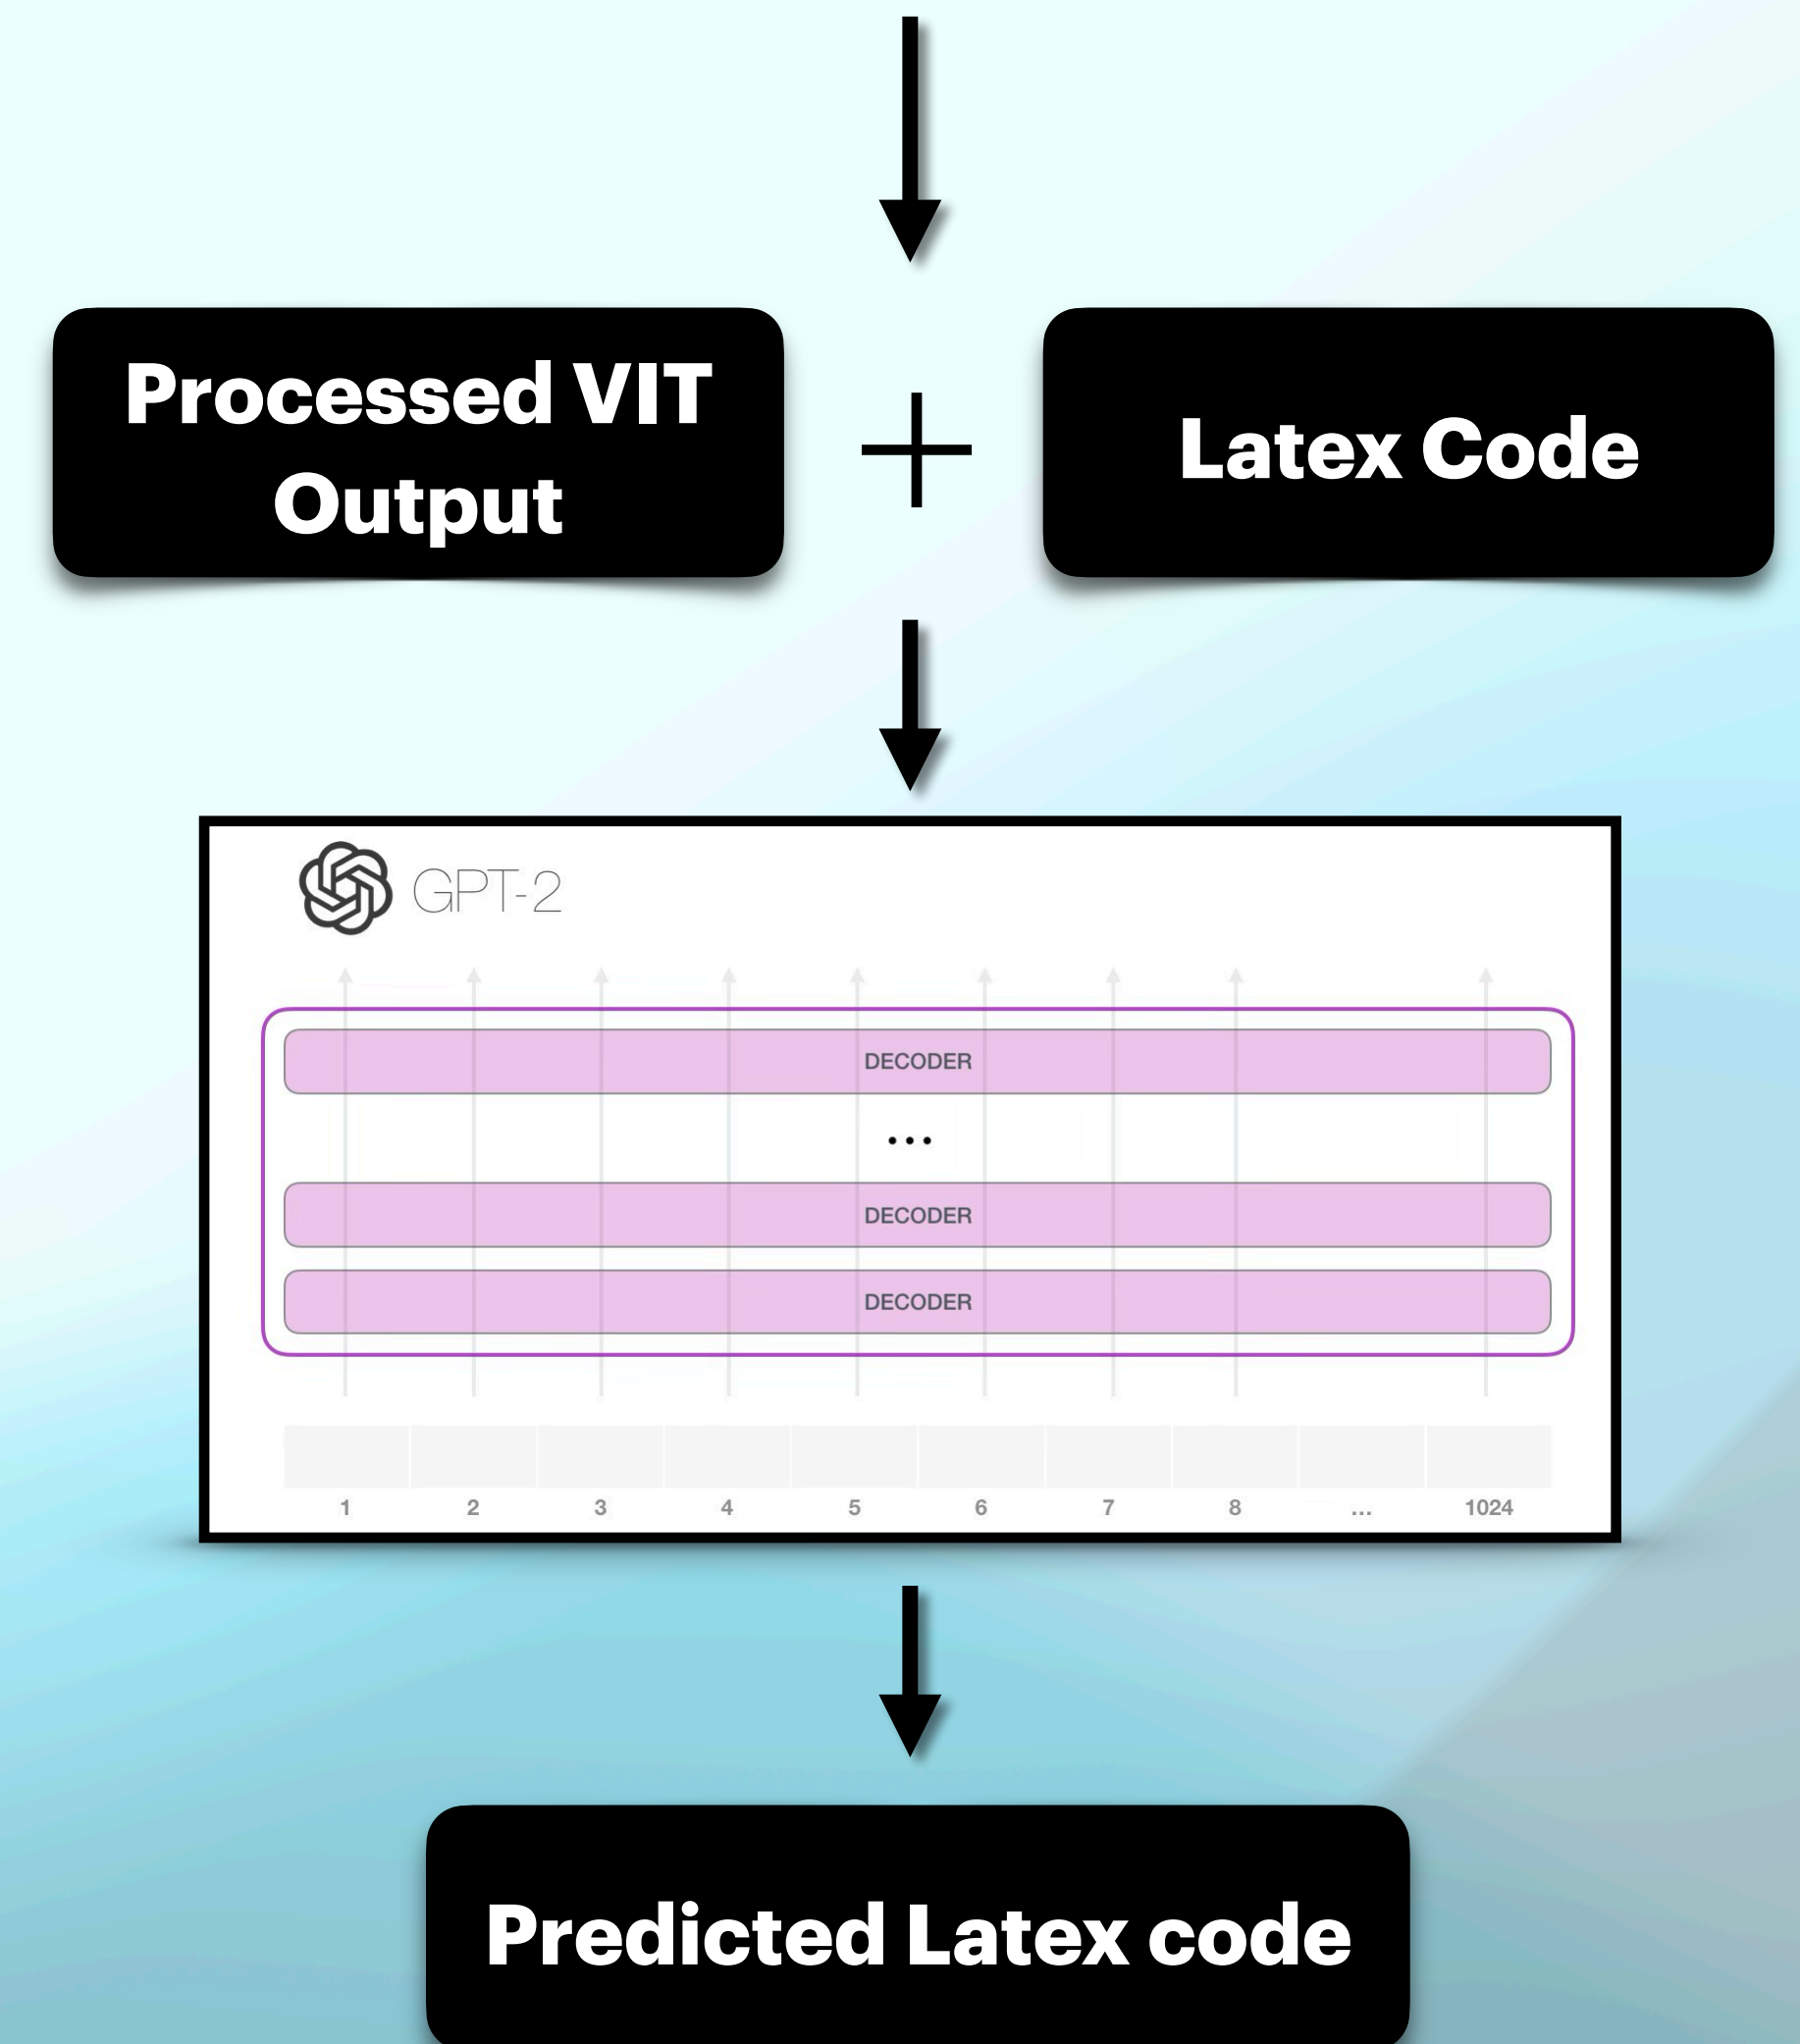 Processed VIT
Output
+
Latex Code
GPT-2
DECODER
...
DECODER
DECODER
1 2 3 4 5 6 7 8 ... 1024
Predicted Latex code